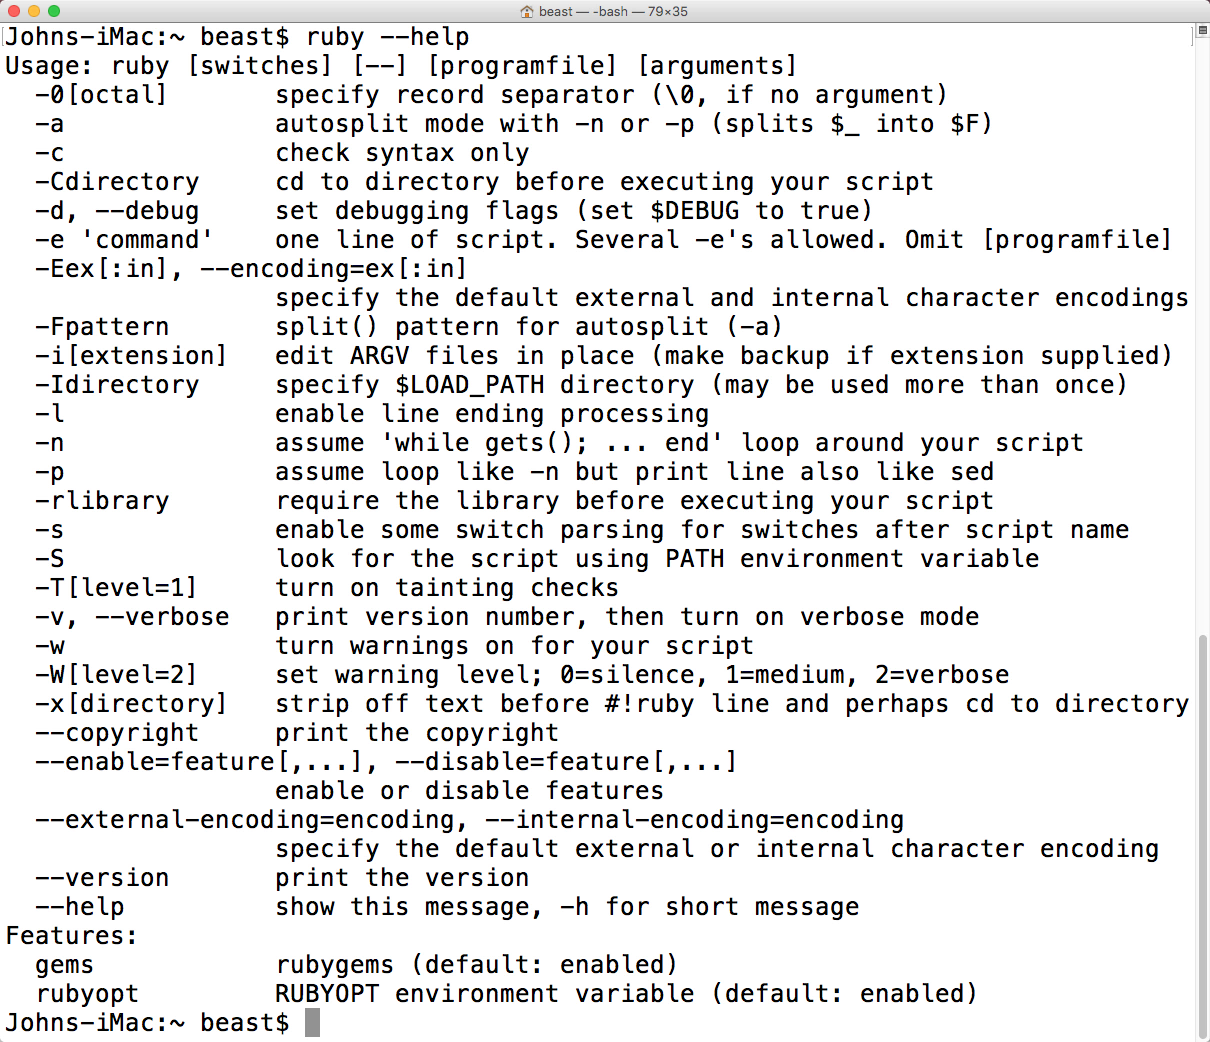 beast — -bash — 79×35
Johns-iMac:~ beast$ ruby --help
Usage: ruby [switches] [--] [programfile] [arguments]
  -0[octal]       specify record separator (\0, if no argument)
  -a              autosplit mode with -n or -p (splits $_ into $F)
  -c              check syntax only
  -Cdirectory     cd to directory before executing your script
  -d, --debug     set debugging flags (set $DEBUG to true)
  -e 'command'    one line of script. Several -e's allowed. Omit [programfile]
  -Eex[:in], --encoding=ex[:in]
                  specify the default external and internal character encodings
  -Fpattern       split() pattern for autosplit (-a)
  -i[extension]   edit ARGV files in place (make backup if extension supplied)
  -Idirectory     specify $LOAD_PATH directory (may be used more than once)
  -l              enable line ending processing
  -n              assume 'while gets(); ... end' loop around your script
  -p              assume loop like -n but print line also like sed
  -rlibrary       require the library before executing your script
  -s              enable some switch parsing for switches after script name
  -S              look for the script using PATH environment variable
  -T[level=1]     turn on tainting checks
  -v, --verbose   print version number, then turn on verbose mode
  -w              turn warnings on for your script
  -W[level=2]     set warning level; 0=silence, 1=medium, 2=verbose
  -x[directory]   strip off text before #!ruby line and perhaps cd to directory
  --copyright     print the copyright
  --enable=feature[,...], --disable=feature[,...]
                  enable or disable features
  --external-encoding=encoding, --internal-encoding=encoding
                  specify the default external or internal character encoding
  --version       print the version
  --help          show this message, -h for short message
Features:
  gems            rubygems (default: enabled)
  rubyopt         RUBYOPT environment variable (default: enabled)
Johns-iMac:~ beast$